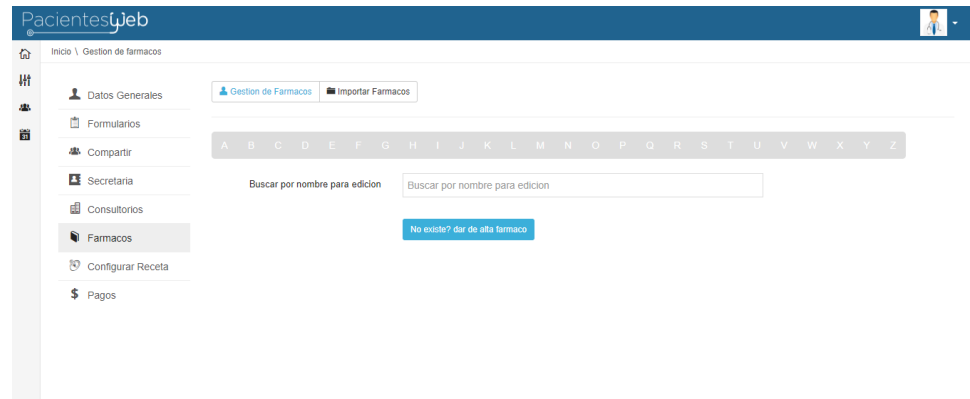 PacientesWeb
Inicio \ Gestion de farmacos
31
Datos Generales
Formularios
Compartir
Secretaria
Consultorios
Farmacos
Configurar Receta
$ Pagos
Gestion de Farmacos Importar Farmacos
A B C D E F G H I J K L M N O P Q R S T U V W X Y Z
Buscar por nombre para edicion Buscar por nombre para edicion
No existe? dar de alta farmaco